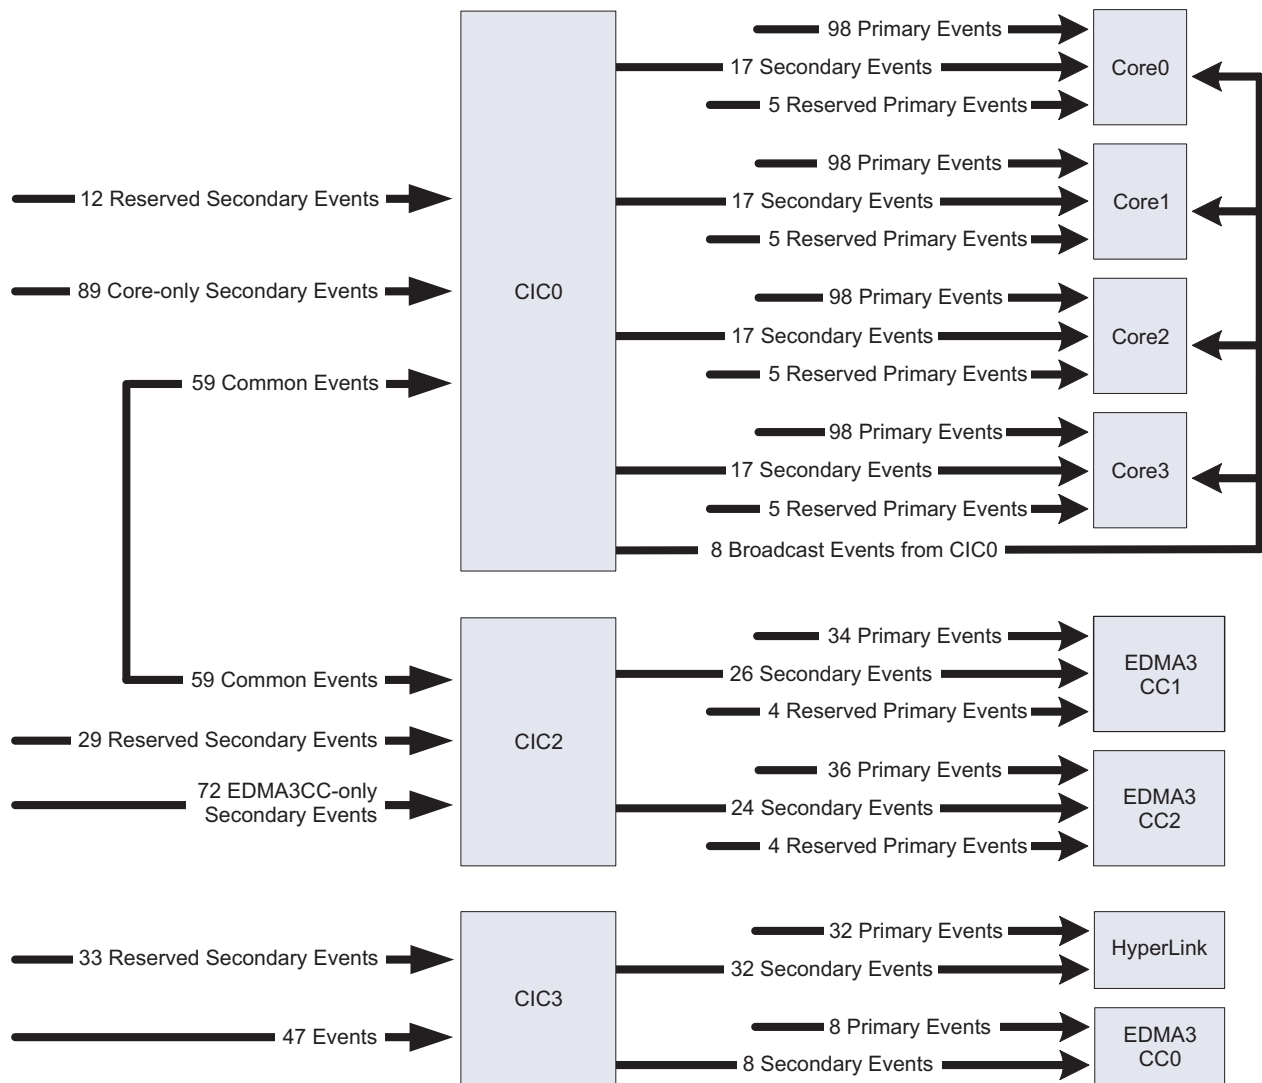 98 Primary Events
17 Secondary Events
5 Reserved Primary Events
Core0
12 Reserved Secondary Events
89 Core-only Secondary Events
59 Common Events
CIC0
98 Primary Events
17 Secondary Events
5 Reserved Primary Events
Core1
98 Primary Events
17 Secondary Events
5 Reserved Primary Events
Core2
98 Primary Events
17 Secondary Events
5 Reserved Primary Events
Core3
8 Broadcast Events from CIC0
59 Common Events
29 Reserved Secondary Events
72 EDMA3CC-only
Secondary Events
CIC2
34 Primary Events
26 Secondary Events
4 Reserved Primary Events
EDMA3
CC1
36 Primary Events
24 Secondary Events
4 Reserved Primary Events
EDMA3
CC2
33 Reserved Secondary Events
47 Events
CIC3
32 Primary Events
32 Secondary Events
HyperLink
8 Primary Events
8 Secondary Events
EDMA3
CC0